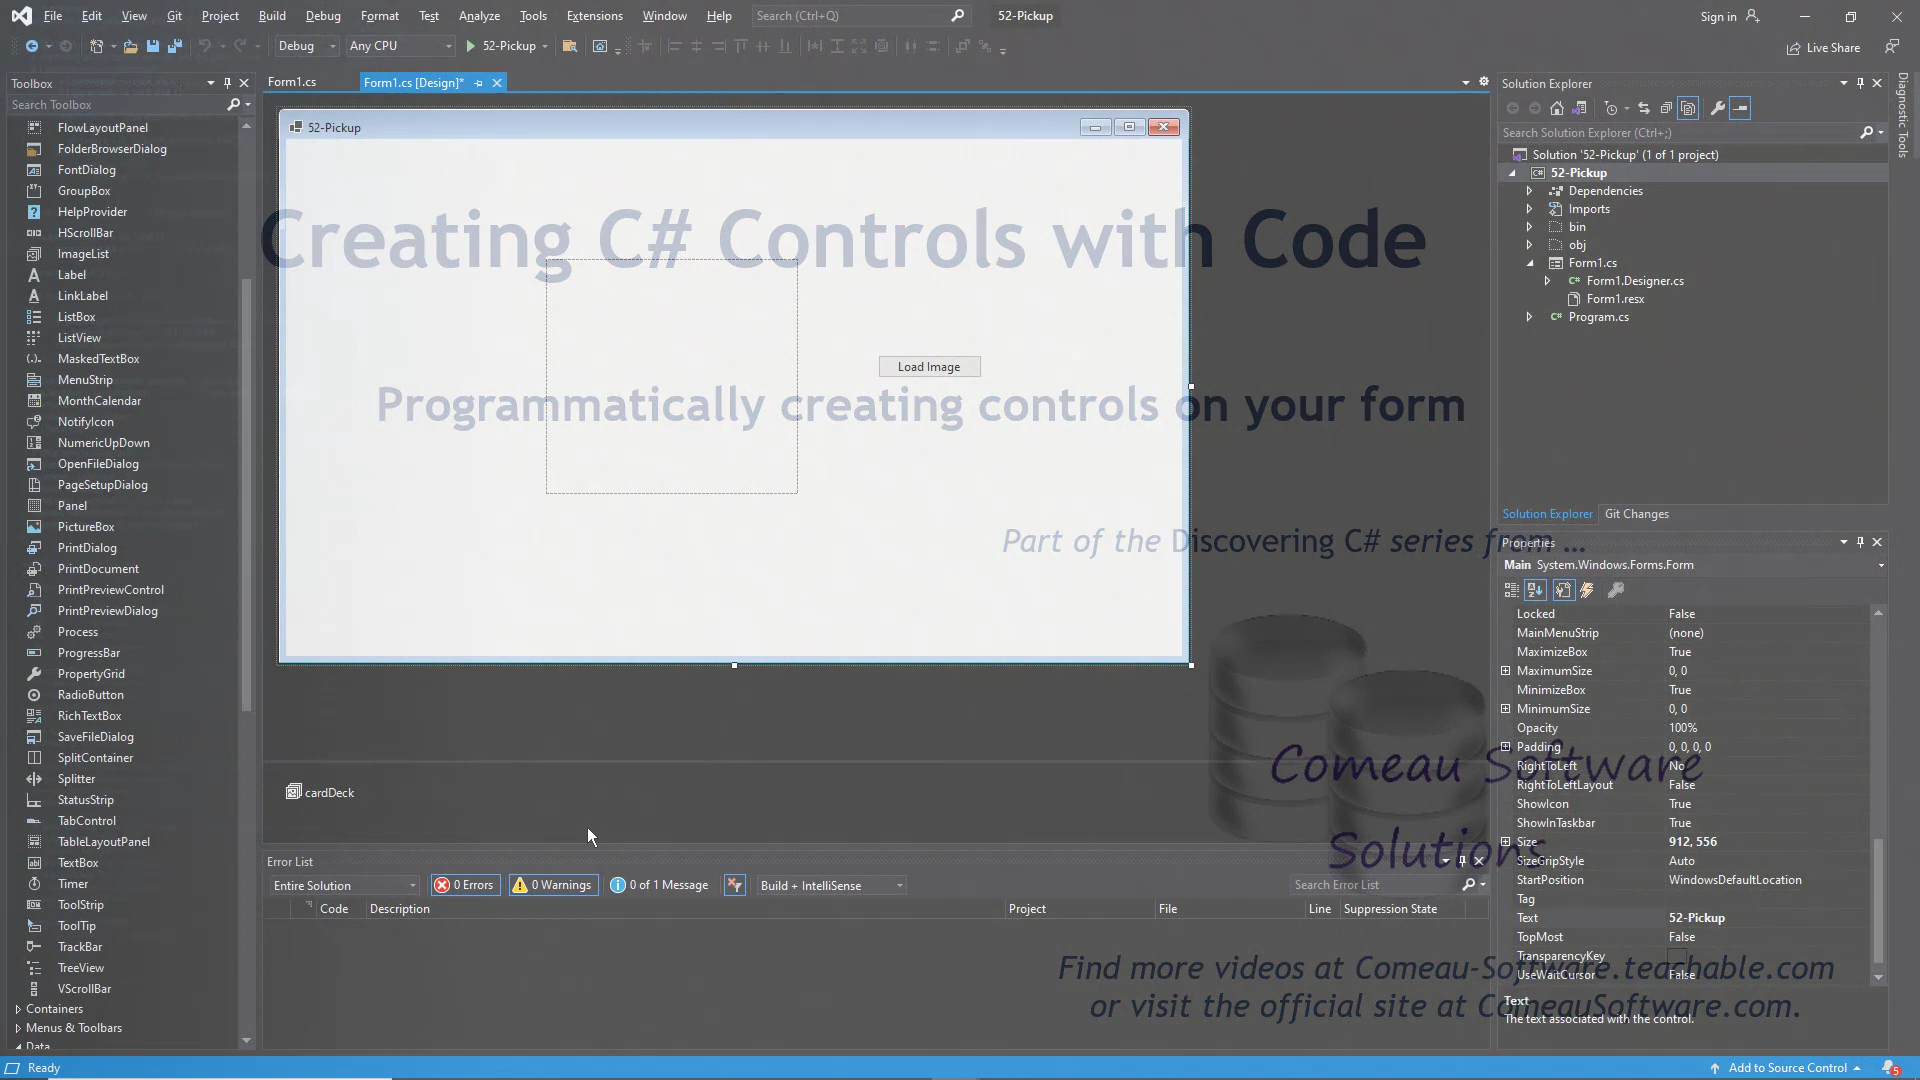 File Edit View Git Project Build Debug Format Test Analyze Tools Extensions Window Help Search (Ctrl+Q) 52-Pickup Sign in
Debug Any CPU 52-Pickup Live Share
Toolbox
Search Toolbox
FlowLayoutPanel
FolderBrowserDialog
FontDialog
GroupBox
HelpProvider
HScrollBar
ImageList
Label
LinkLabel
ListBox
ListView
MaskedTextBox
MenuStrip
MonthCalendar
NotifyIcon
NumericUpDown
OpenFileDialog
PageSetupDialog
Panel
PictureBox
PrintDialog
PrintDocument
PrintPreviewControl
PrintPreviewDialog
Process
ProgressBar
PropertyGrid
RadioButton
RichTextBox
SaveFileDialog
SplitContainer
Splitter
StatusStrip
TabControl
TableLayoutPanel
TextBox
Timer
ToolStrip
ToolTip
TrackBar
TreeView
VScrollBar
Containers
Menus & Toolbars
Data
Form1.cs Form1.cs [Design]*
52-Pickup
Creating C# Controls with Code
Load Image
Programmatically creating controls on your form
Part of the Discovering C# series from ...
Comeau Software
Solutions
cardDeck
Error List
Entire Solution 0 Errors 0 Warnings 0 of 1 Message Build + IntelliSense Search Error List
Code Description Project File Line Suppression State
Find more videos at Comeau-Software.teachable.com
or visit the official site at ComeauSoftware.com.
Solution Explorer
Search Solution Explorer (Ctrl+;)
Solution '52-Pickup' (1 of 1 project)
C# 52-Pickup
Dependencies
Imports
bin
obj
Form1.cs
C# Form1.Designer.cs
Form1.resx
C# Program.cs
Solution Explorer Git Changes
Properties
Main System.Windows.Forms.Form
Locked False
MainMenuStrip (none)
MaximizeBox True
MaximumSize 0, 0
MinimizeBox True
MinimumSize 0, 0
Opacity 100%
Padding 0, 0, 0, 0
RightToLeft No
RightToLeftLayout False
ShowIcon True
ShowInTaskbar True
Size 912, 556
SizeGripStyle Auto
StartPosition WindowsDefaultLocation
Tag
Text 52-Pickup
TopMost False
TransparencyKey
UseWaitCursor False
Text
The text associated with the control.
Diagnostic Tools
Ready Add to Source Control 5